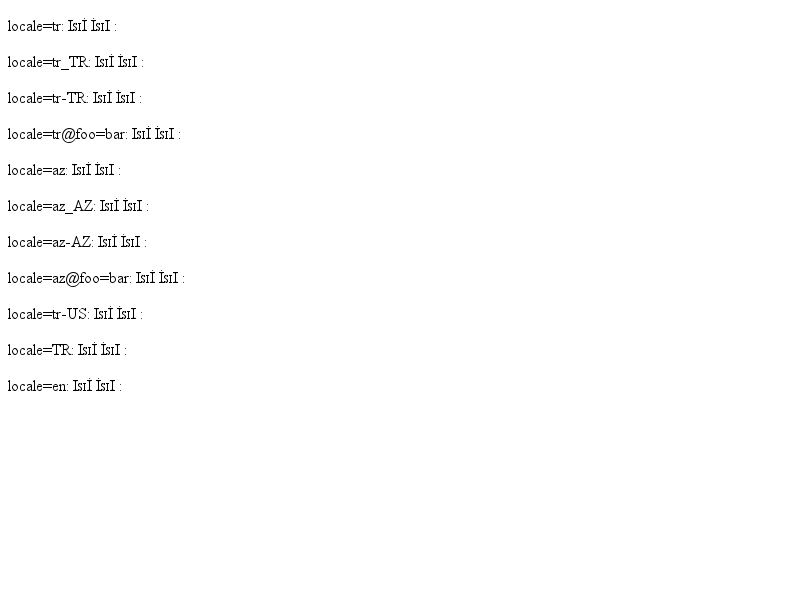 locale=tr: Isıİ İsıI :
locale=tr_TR: Isıİ İsıI :
locale=tr-TR: Isıİ İsıI :
locale=tr@foo=bar: Isıİ İsıI :
locale=az: Isıİ İsıI :
locale=az_AZ: Isıİ İsıI :
locale=az-AZ: Isıİ İsıI :
locale=az@foo=bar: Isıİ İsıI :
locale=tr-US: Isıİ İsıI :
locale=TR: Isıİ İsıI :
locale=en: Isıİ İsıI :